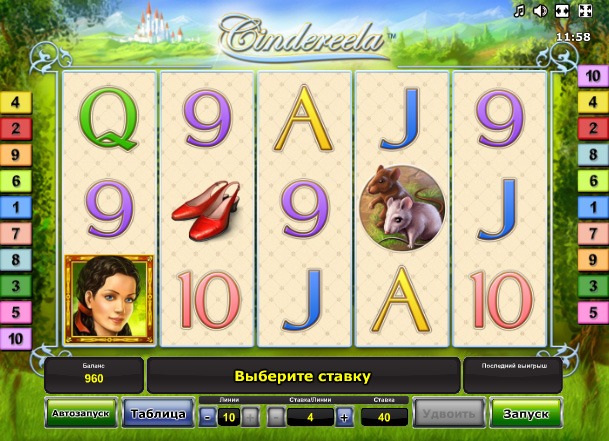 Cindereela™
11:58
10
4 4
2 2
9 9
8 8
6 6
1 1
7 7
8 9
3 3
5 5
10 10
Q 9 A J 9
9 9 J
10 J A 10
Баланс
960
Выберите ставку
Последний выигрыш
Автозапуск
Таблица
Линии
- 10 +
Ставка/Линии
- 4 +
Ставка
40
Удвоить
Запуск